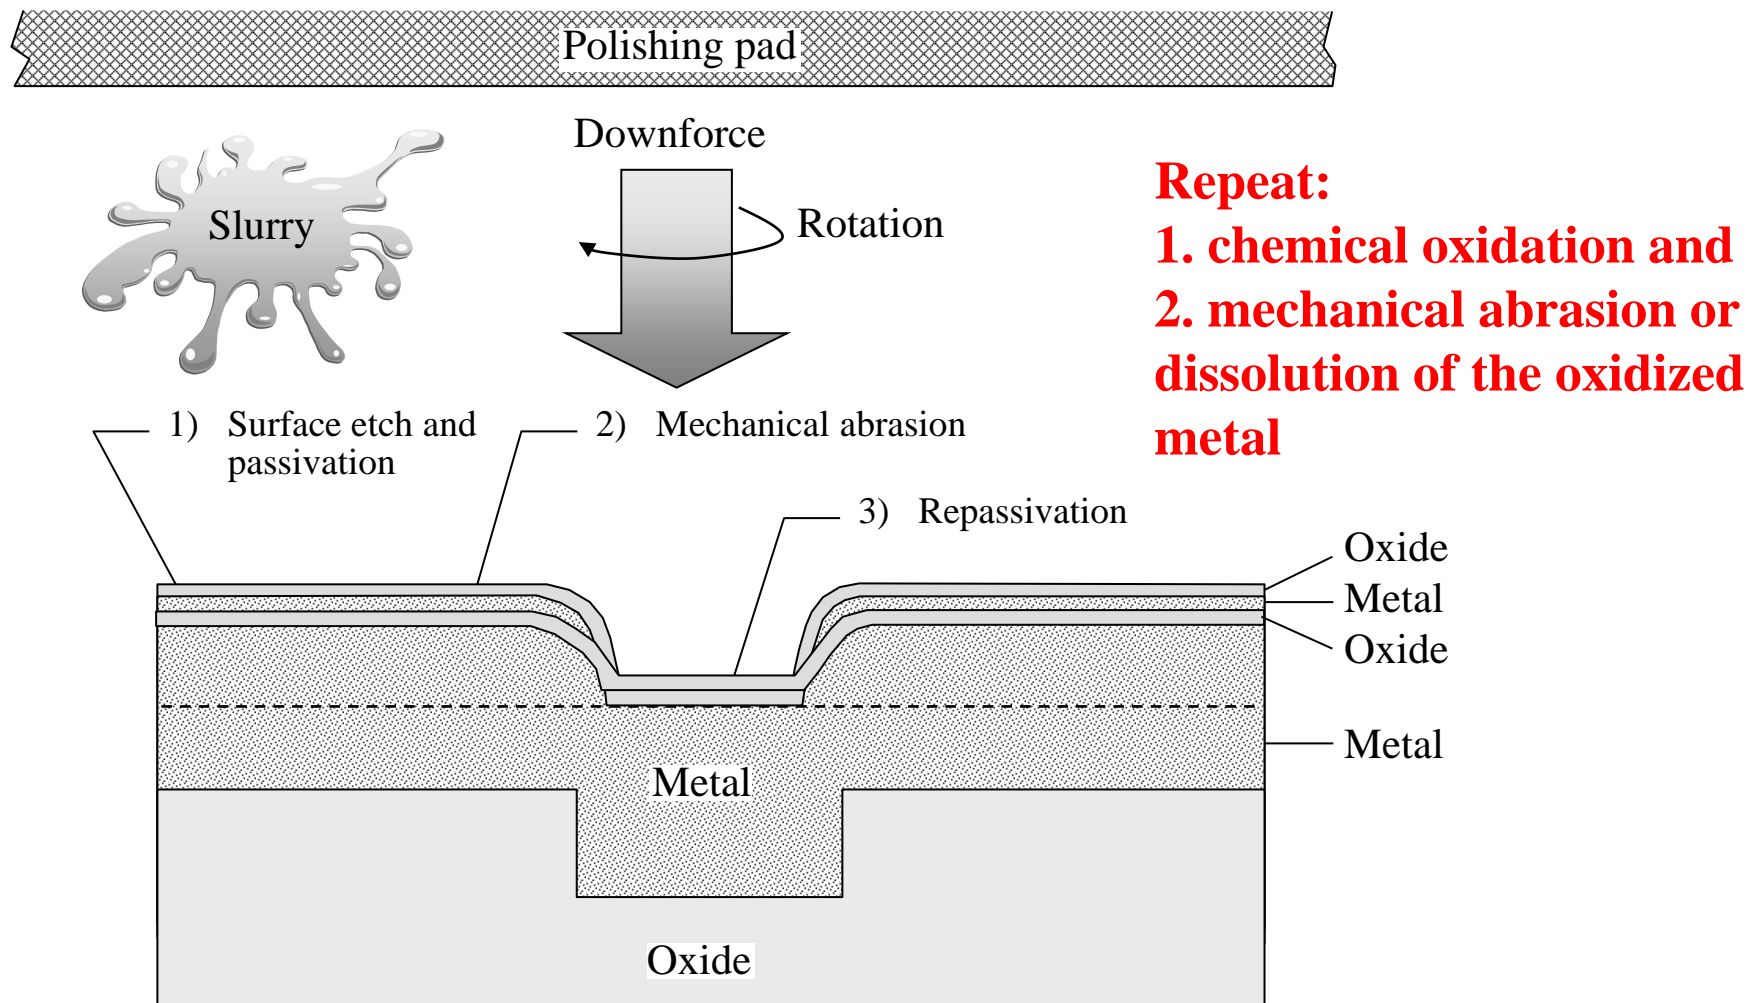 Polishing pad
Downforce
Slurry
Rotation
Repeat:
1. chemical oxidation and
2. mechanical abrasion or
dissolution of the oxidized
metal
1) Surface etch and
passivation
2) Mechanical abrasion
3) Repassivation
Oxide
Metal
Oxide
Metal
Metal
Oxide